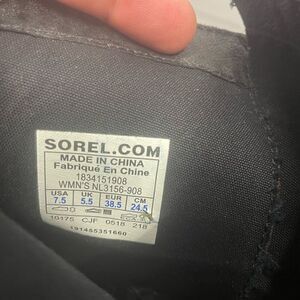 SOREL.COM
MADE IN CHINA
Fabriqué En Chine
1834151908
WMN'S NL3156-908
USA UK EUR CM
7.5 5.5 38.5 24.5
10175 CJF 0518 218
191455351660